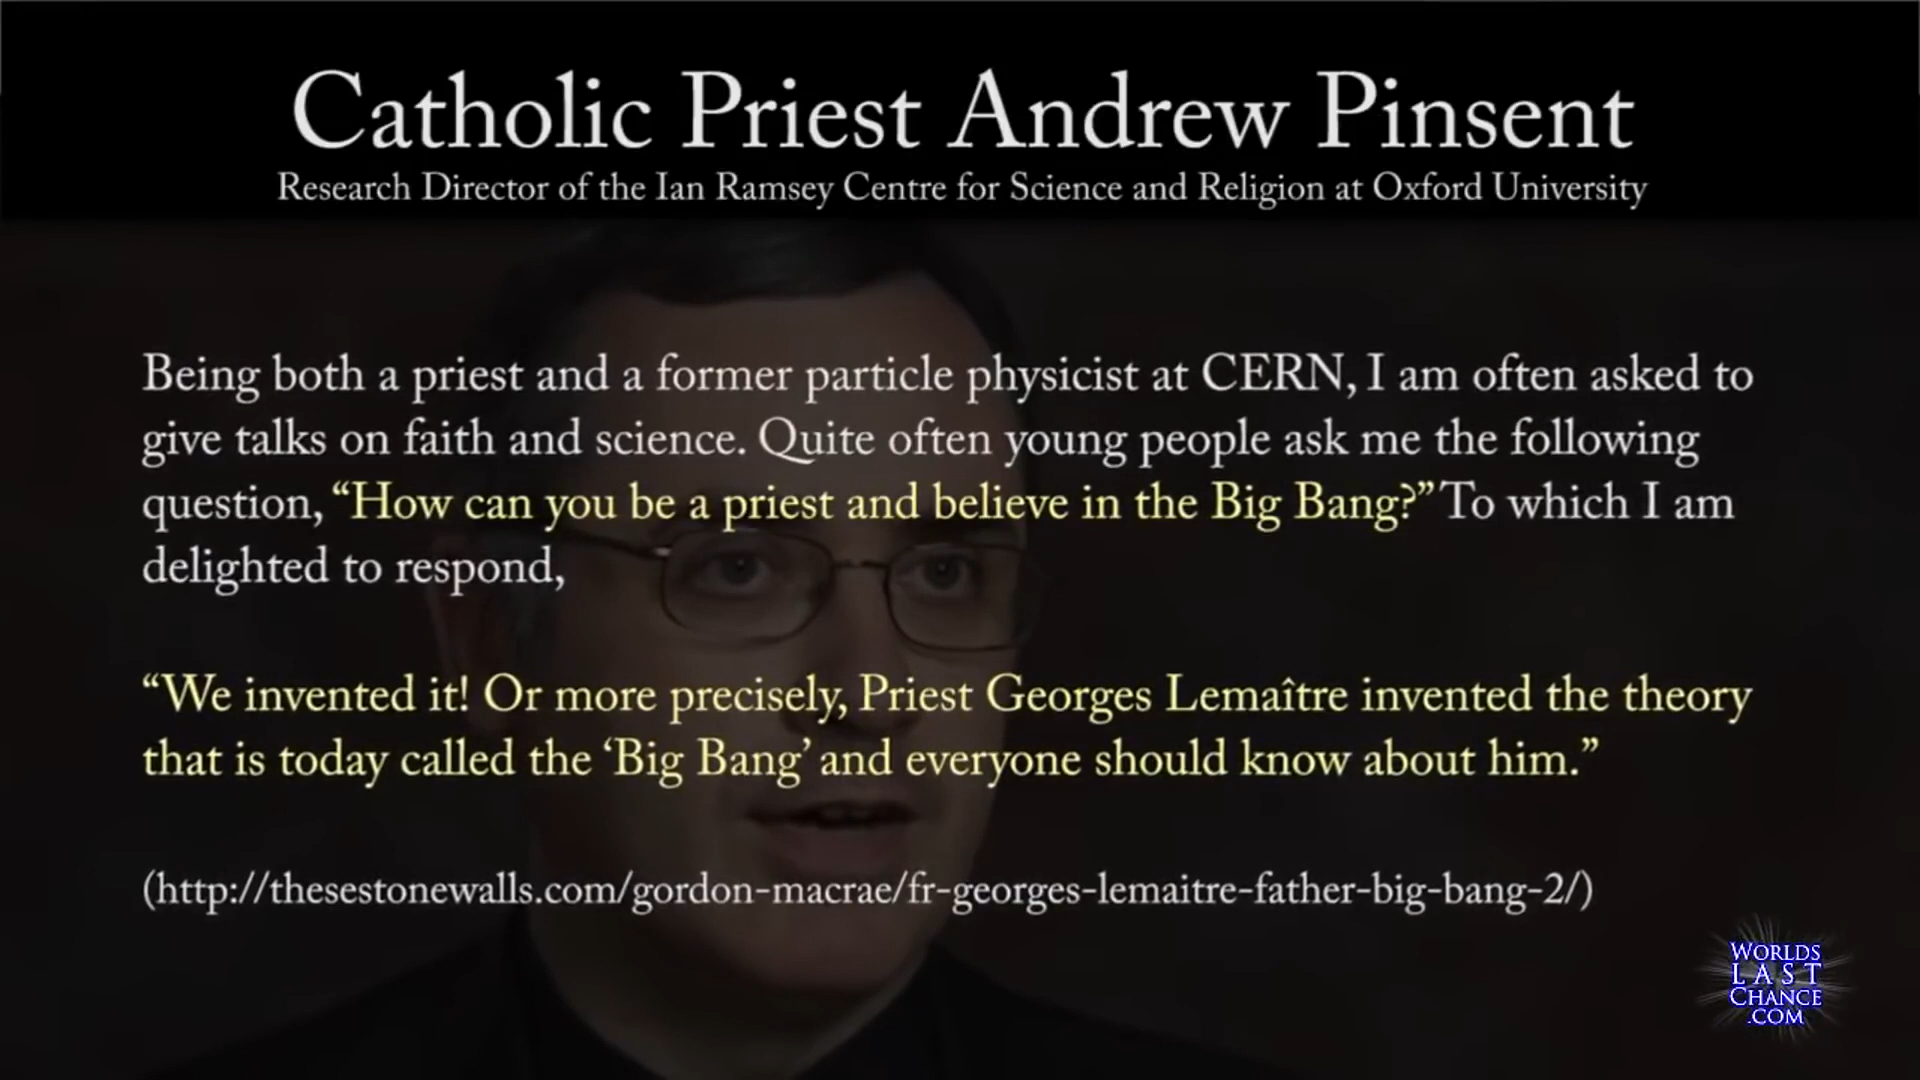 Catholic Priest Andrew Pinsent
Research Director of the Ian Ramsey Centre for Science and Religion at Oxford University
Being both a priest and a former particle physicist at CERN, I am often asked to
give talks on faith and science. Quite often young people ask me the following
question, “How can you be a priest and believe in the Big Bang?” To which I am
delighted to respond,
“We invented it! Or more precisely, Priest Georges Lemaître invented the theory
that is today called the ‘Big Bang’ and everyone should know about him.”
(http://thesestonewalls.com/gordon-macrae/fr-georges-lemaitre-father-big-bang-2/)
WORLDS
LAST
CHANCE
.COM